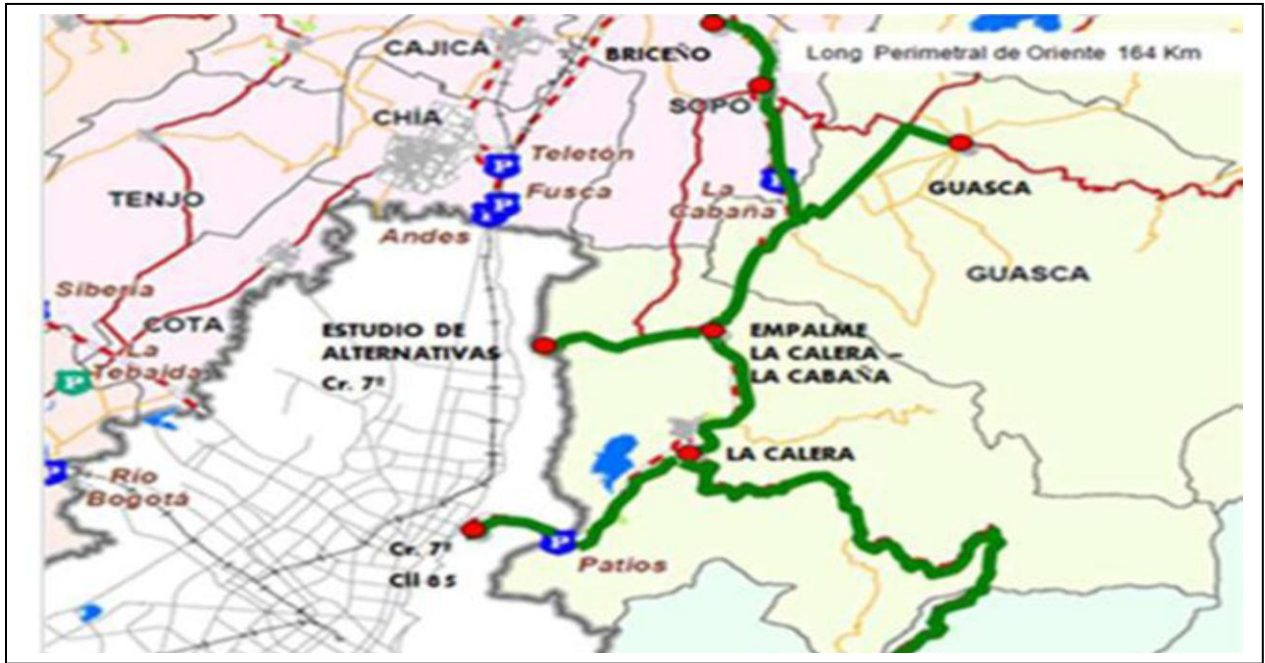 CAJICA
BRICEÑO
Long Perimetral de Oriente 164 Km
SOPÓ
CHÍA
Teletón
Fusca
TENJO
La
Cabaña
GUASCA
Andes
GUASCA
Siberia
COTA
ESTUDIO DE
ALTERNATIVAS
Cr. 7ª
EMPALME
LA CALERA –
LA CABAÑA
La
Tebaida
P
LA CALERA
Río
Bogotá
Cr. 7ª
Cll 85
Patios